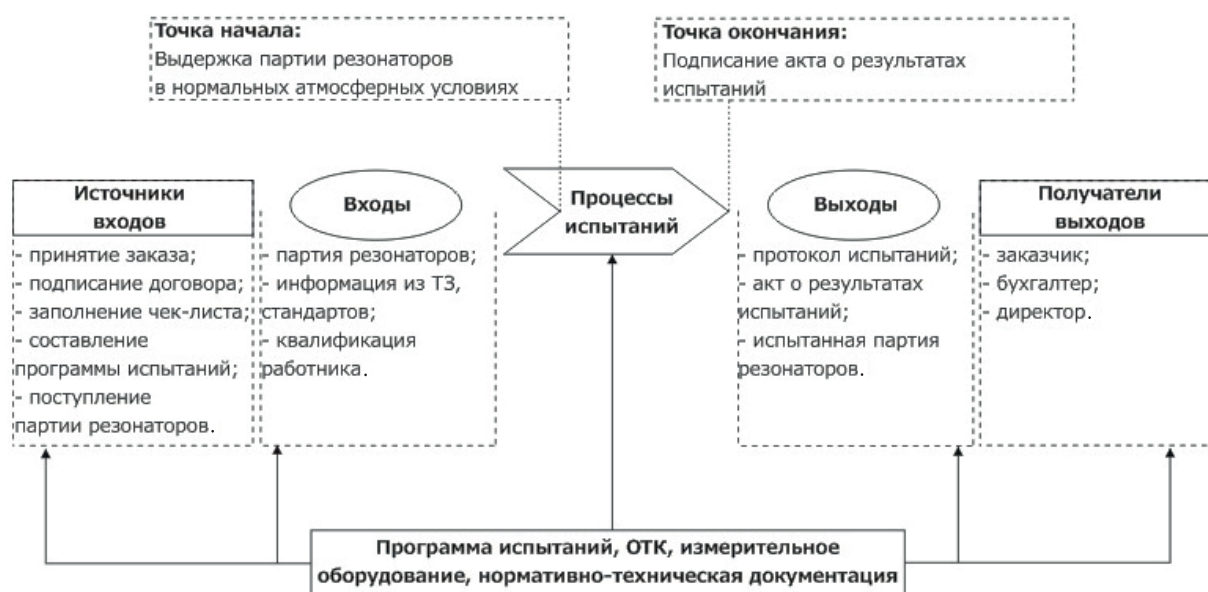 Точка начала:
Выдержка партии резонаторов
в нормальных атмосферных условиях
Точка окончания:
Подписание акта о результатах
испытаний
Источники
входов
- принятие заказа;
- подписание договора;
- заполнение чек-листа;
- составление
программы испытаний;
- поступление
партии резонаторов.
Входы
- партия резонаторов;
- информация из ТЗ,
стандартов;
- квалификация
работника.
Процессы
испытаний
Выходы
- протокол испытаний;
- акт о результатах
испытаний;
- испытанная партия
резонаторов.
Получатели
выходов
- заказчик;
- бухгалтер;
- директор.
Программа испытаний, ОТК, измерительное
оборудование, нормативно-техническая документация